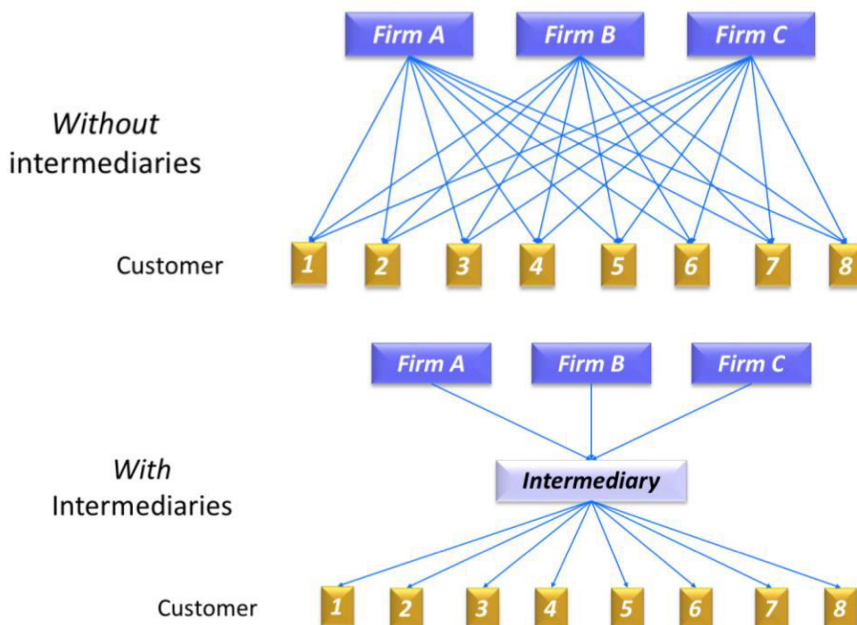 Firm A Firm B Firm C
Without
intermediaries
Customer 1 2 3 4 5 6 7 8
Firm A Firm B Firm C
With
Intermediaries
Intermediary
Customer 1 2 3 4 5 6 7 8